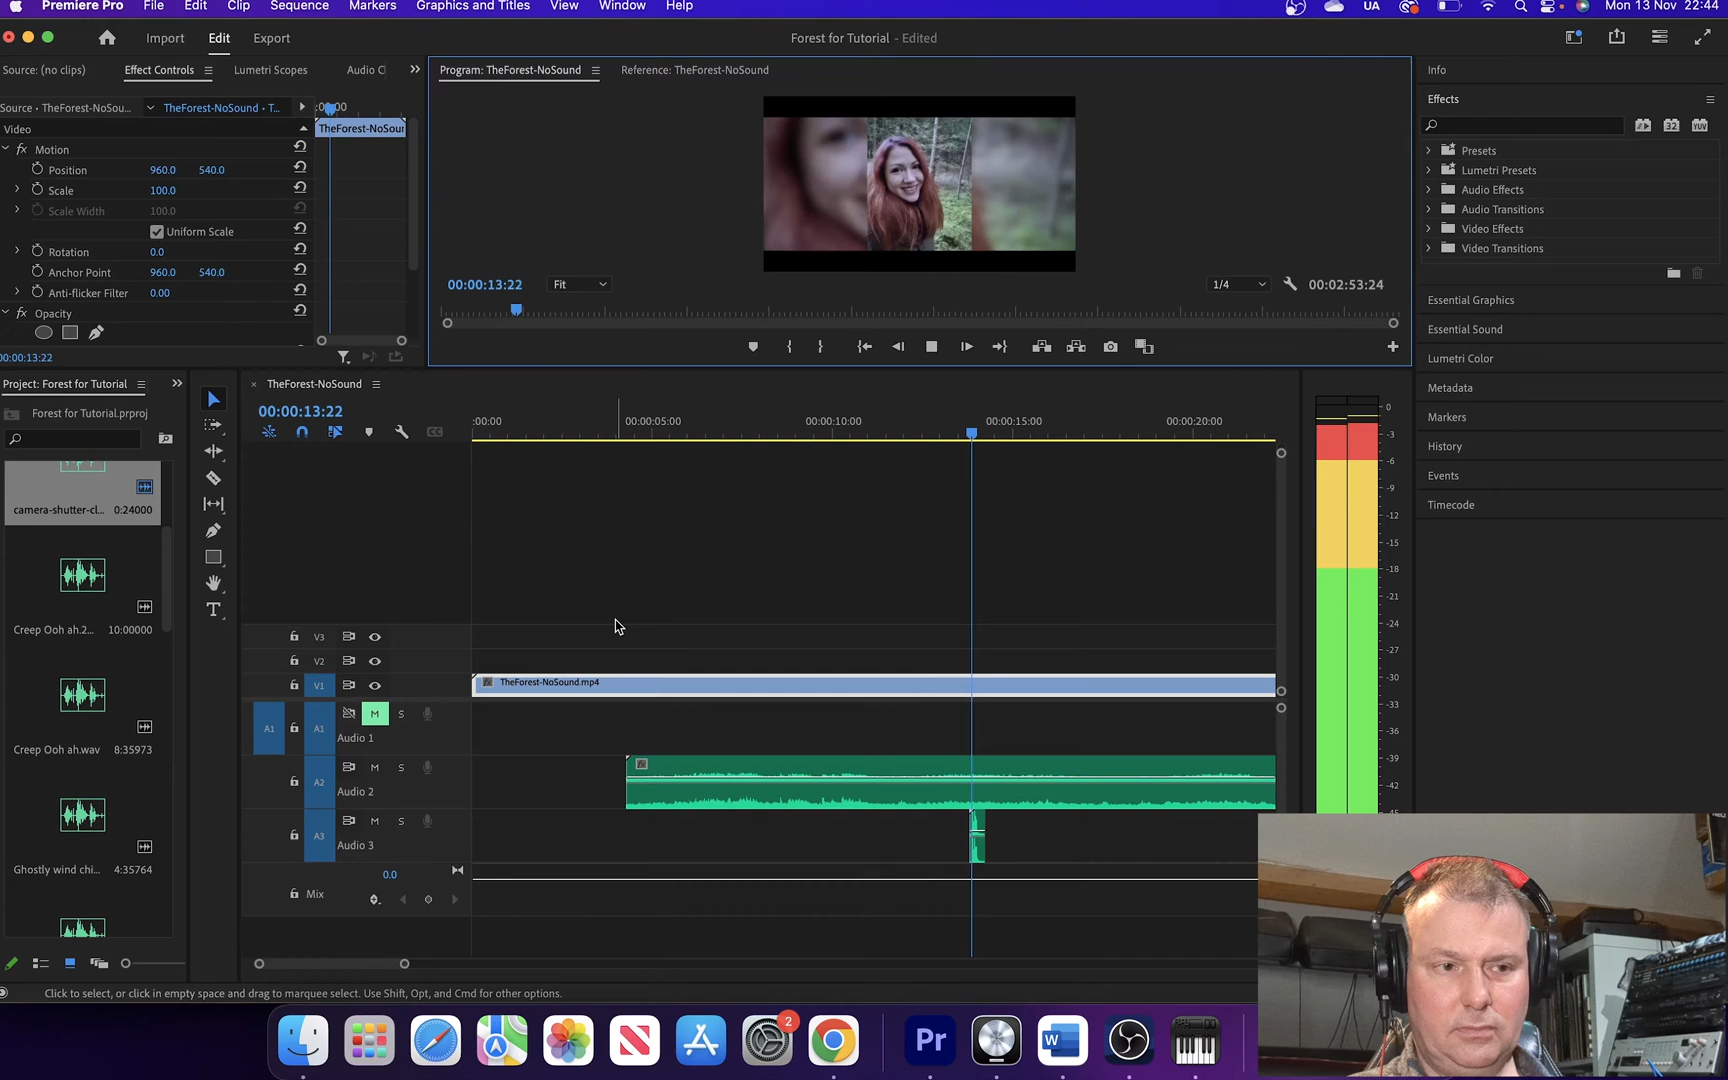 Premiere Pro File Edit Clip Sequence Markers Graphics and Titles View Window Help UA Mon 13 Nov 22:44
Import Edit Export Forest for Tutorial - Edited
Source: (no clips) Effect Controls Lumetri Scopes Audio C
Program: TheForest-NoSound Reference: TheForest-NoSound
Source • TheForest-NoSou... TheForest-NoSound • T... :00:00
Video TheForest-NoSour
fx Motion
Position 960.0 540.0
Scale 100.0
Scale Width 100.0
Uniform Scale
Rotation 0.0
Anchor Point 960.0 540.0
Anti-flicker Filter 0.00
fx Opacity
00:00:13:22
00:00:13:22 Fit 1/4 00:02:53:24
Info
Effects
32 YUV
Presets
Lumetri Presets
Audio Effects
Audio Transitions
Video Effects
Video Transitions
Essential Graphics
Essential Sound
Lumetri Color
Metadata
Markers
History
Events
Timecode
Project: Forest for Tutorial
Forest for Tutorial.prproj
camera-shutter-cl... 0:24000
Creep Ooh ah.2... 10:00000
Creep Ooh ah.wav 8:35973
Ghostly wind chi... 4:35764
× TheForest-NoSound
00:00:13:22
:00:00 00:00:05:00 00:00:10:00 00:00:15:00 00:00:20:00
V3
V2
V1 TheForest-NoSound.mp4
A1 A1 M S
Audio 1
A2 M S
Audio 2
A3 M S
Audio 3
0.0
Mix
0
-3
-6
-9
-12
-15
-18
-21
-24
-27
-30
-33
-36
-39
-42
-45
Click to select, or click in empty space and drag to marquee select. Use Shift, Opt, and Cmd for other options.
2
Pr
W